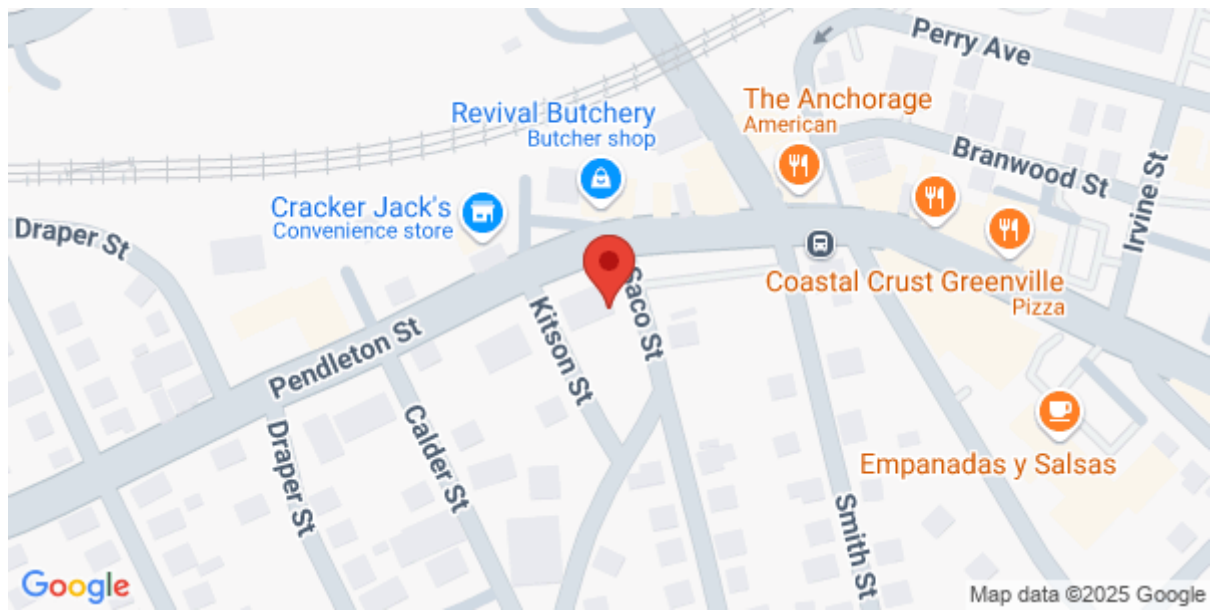 Perry Ave
The Anchorage
American
Revival Butchery
Butcher shop
Branwood St
Irvine St
Cracker Jack's
Convenience store
Draper St
Coastal Crust Greenville
Pizza
Saco St
Kitson St
Pendleton St
Calder St
Draper St
Empanadas y Salsas
Smith St
Google
Map data ©2025 Google